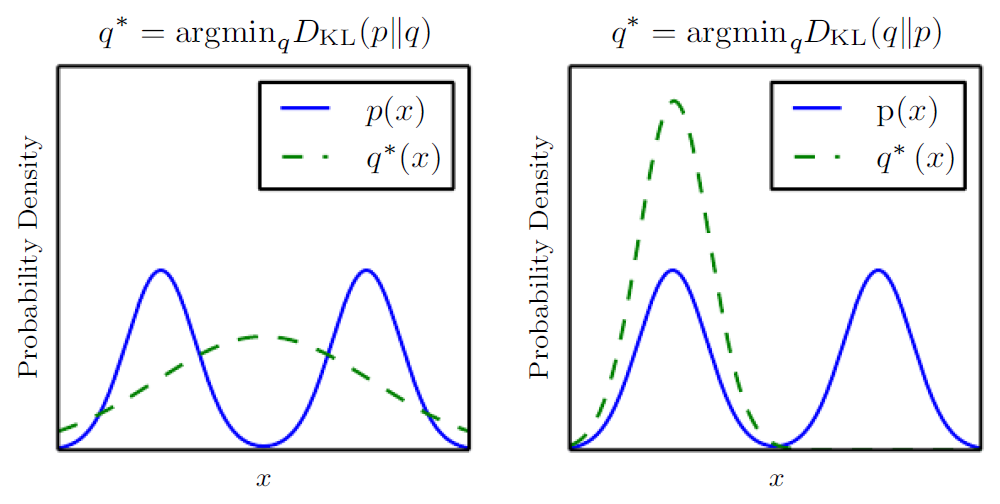 q* = argmin_q D_KL(p‖q)
p(x)
q*(x)
Probability Density
x
q* = argmin_q D_KL(q‖p)
p(x)
q*(x)
Probability Density
x